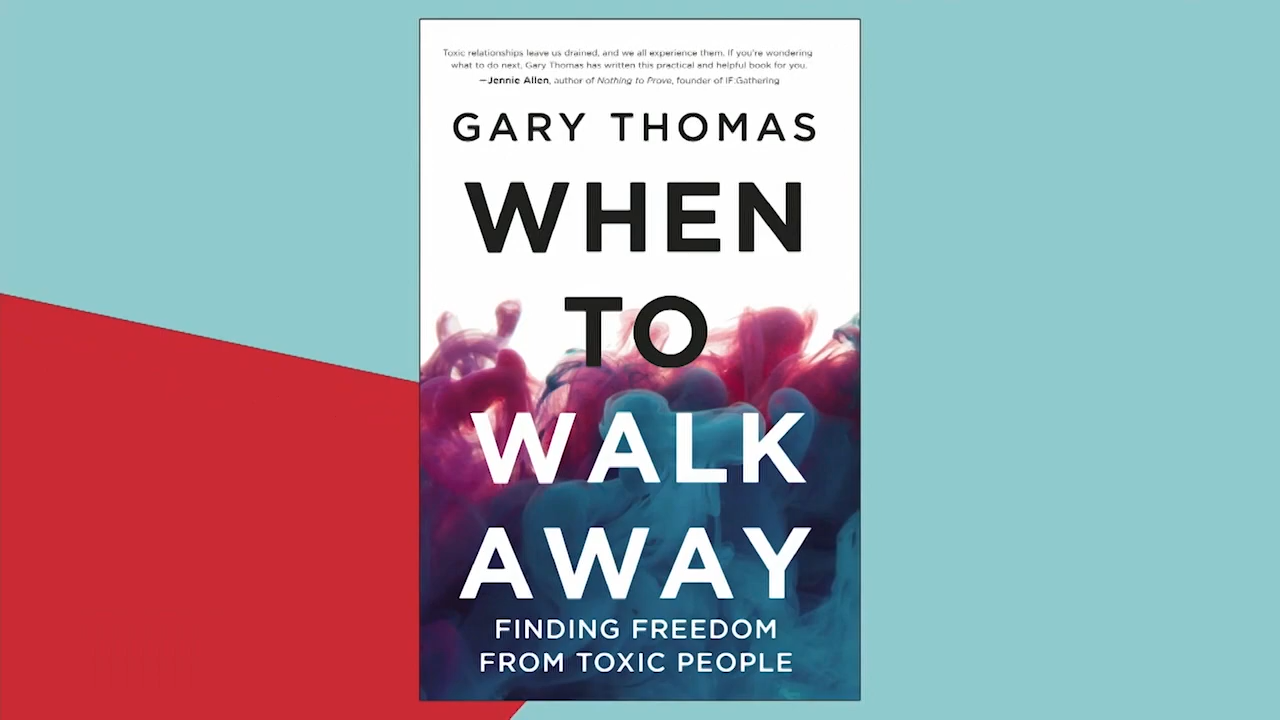 Toxic relationships leave us drained, and we all experience them. If you're wondering
what to do next, Gary Thomas has written this practical and helpful book for you.
—Jennie Allen, author of Nothing to Prove, founder of IF:Gathering
GARY THOMAS
WHEN
TO
WALK
AWAY
FINDING FREEDOM
FROM TOXIC PEOPLE